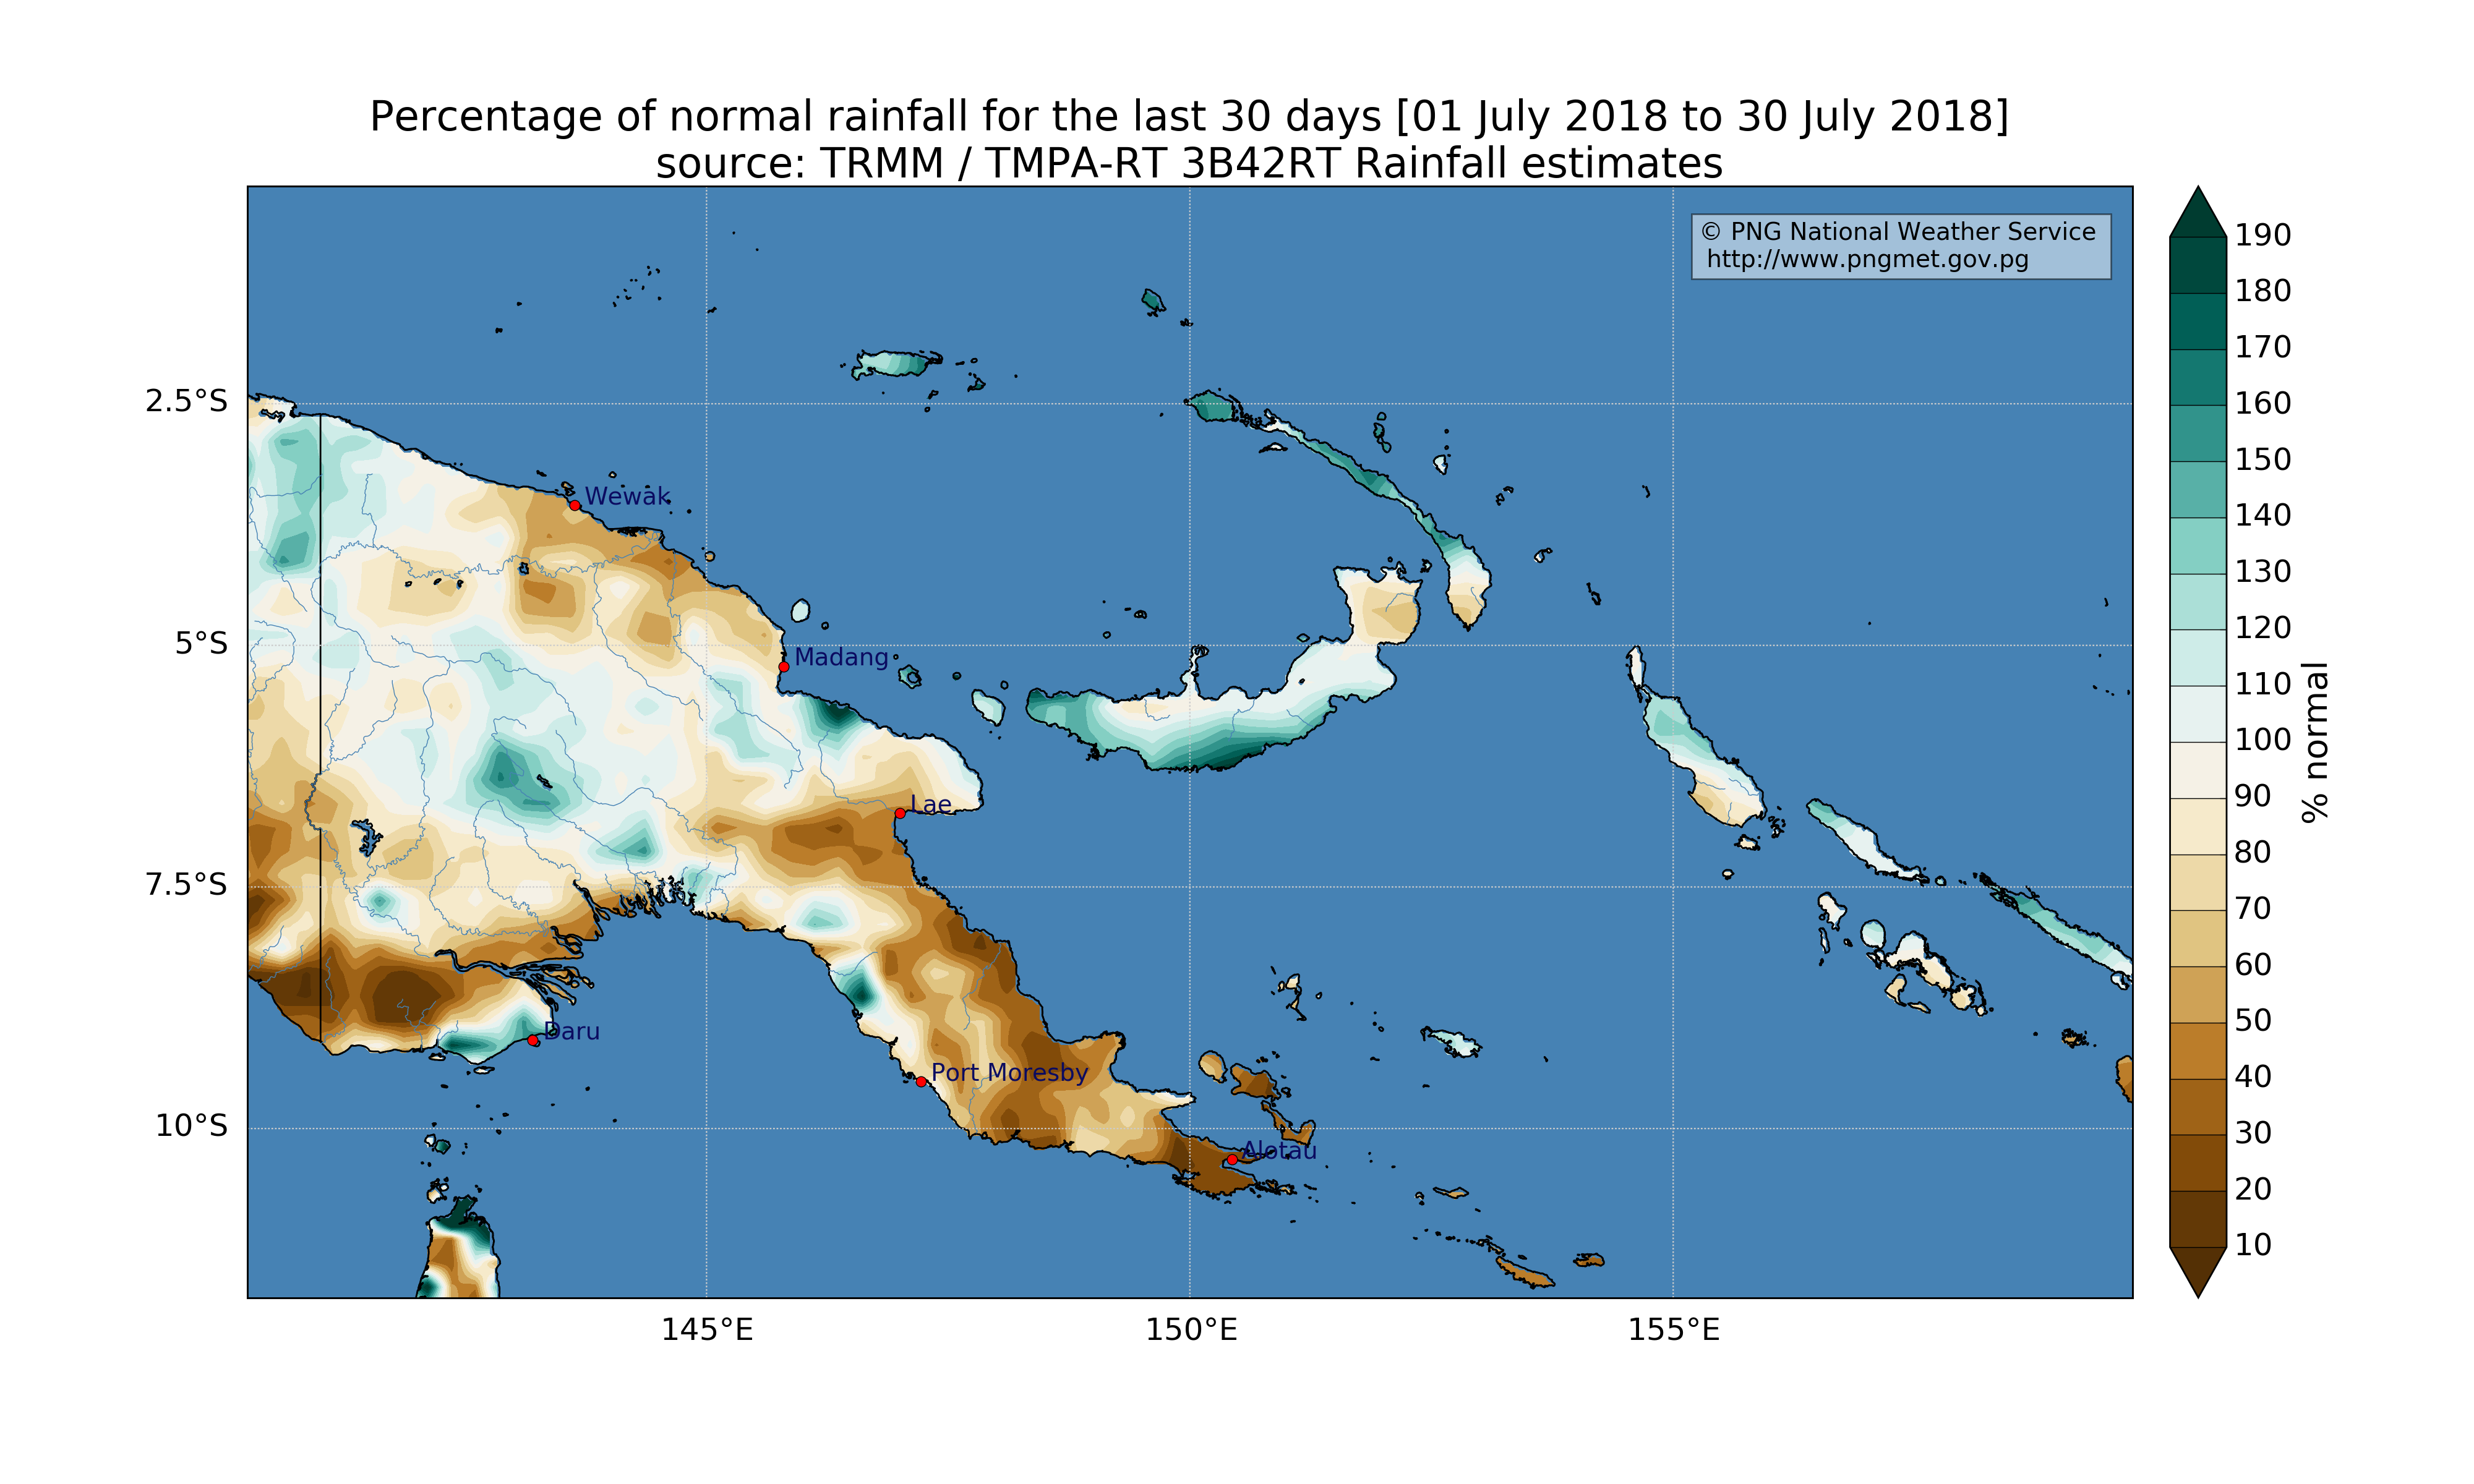 Percentage of normal rainfall for the last 30 days [01 July 2018 to 30 July 2018]
source: TRMM / TMPA-RT 3B42RT Rainfall estimates
© PNG National Weather Service
http://www.pngmet.gov.pg
190
180
170
160
150
140
130
120
110
100
90
80
70
60
50
40
30
20
10
% normal
2.5°S
5°S
7.5°S
10°S
Wewak
Madang
Lae
Daru
Port Moresby
Alotau
145°E
150°E
155°E